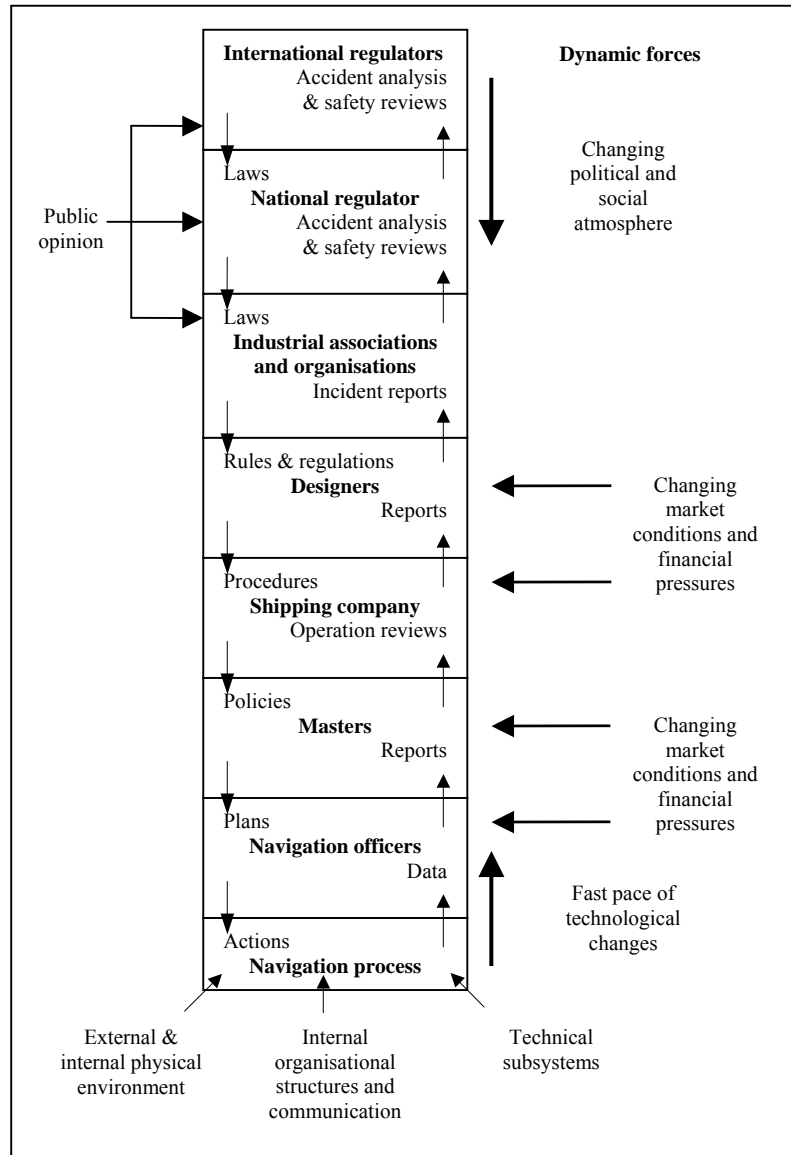 International regulators
Accident analysis
& safety reviews
Dynamic forces
Changing
political and
social
atmosphere
Public
opinion
Laws
National regulator
Accident analysis
& safety reviews
Laws
Industrial associations
and organisations
Incident reports
Rules & regulations
Designers
Reports
Changing
market
conditions and
financial
pressures
Procedures
Shipping company
Operation reviews
Policies
Masters
Reports
Changing
market
conditions and
financial
pressures
Plans
Navigation officers
Data
Fast pace of
technological
changes
Actions
Navigation process
External &
internal physical
environment
Internal
organisational
structures and
communication
Technical
subsystems